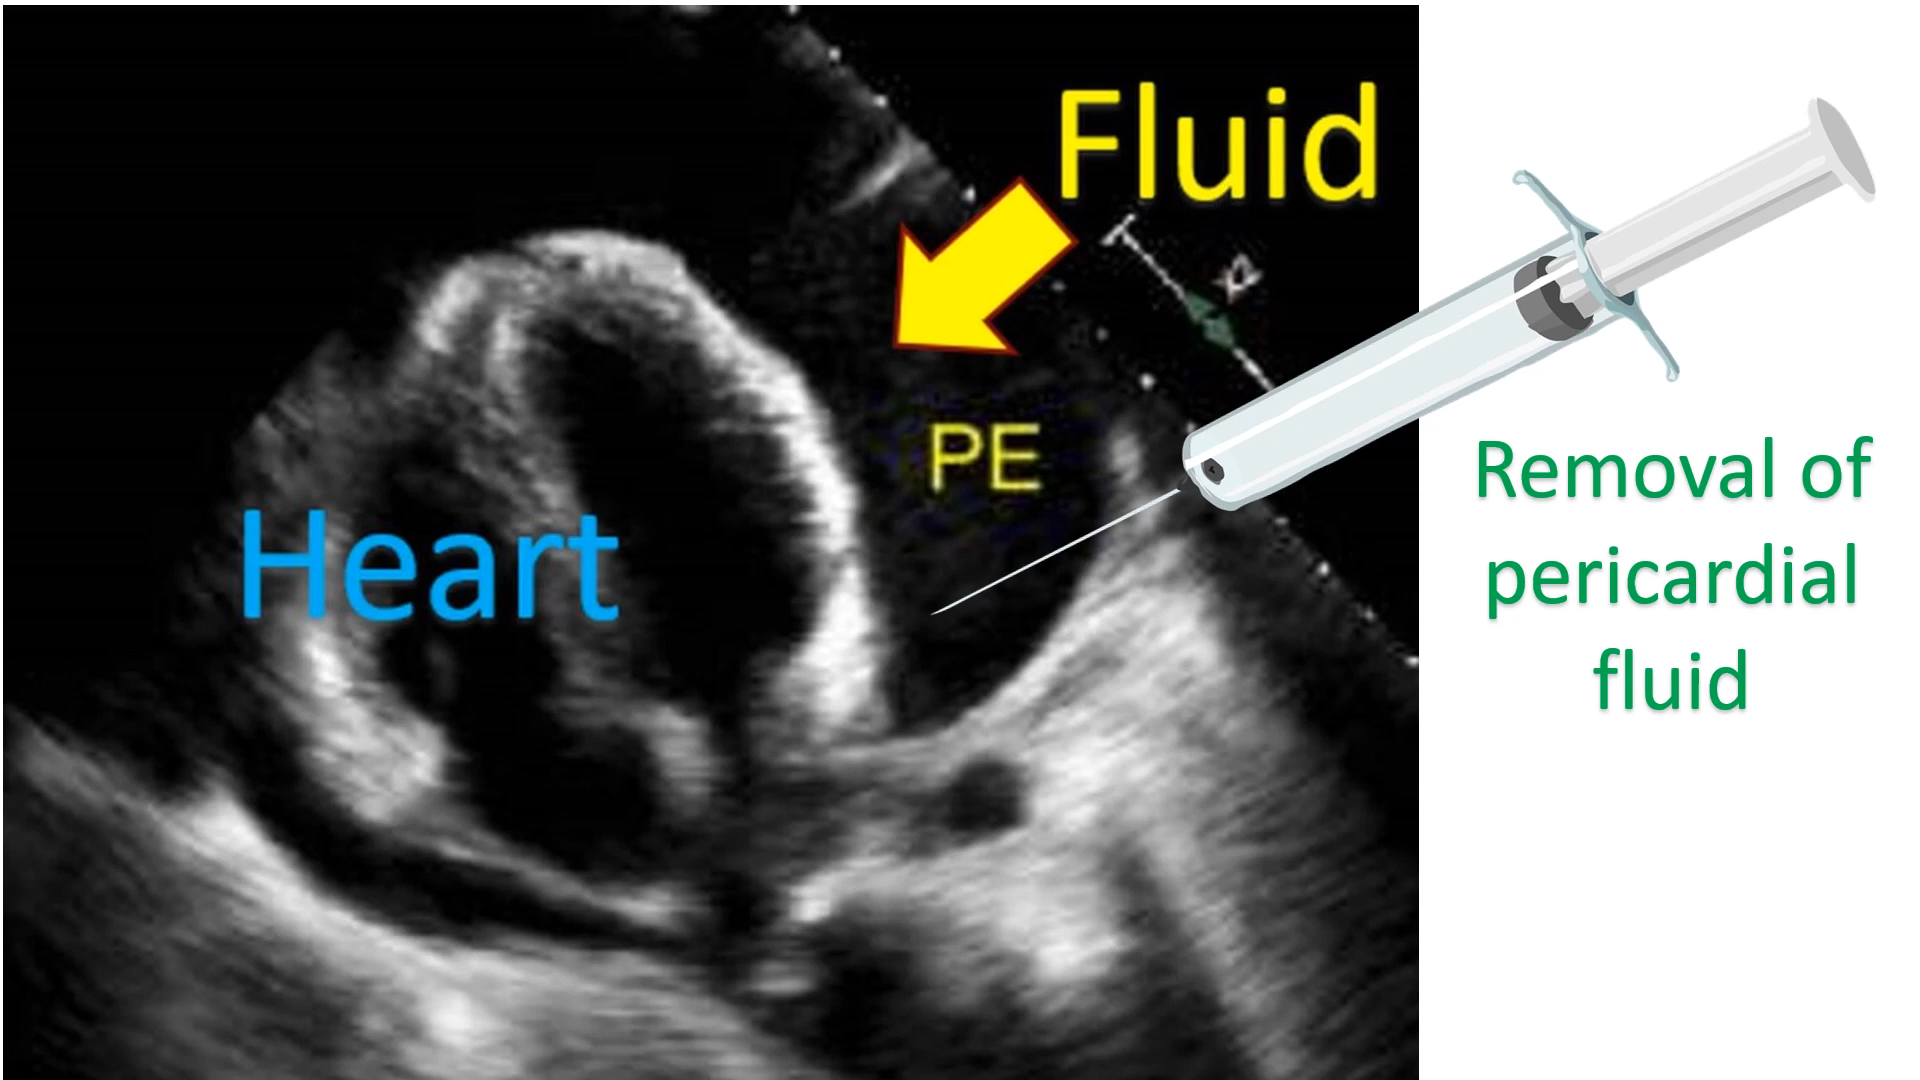 Fluid
PE
Heart
Removal of
pericardial
fluid